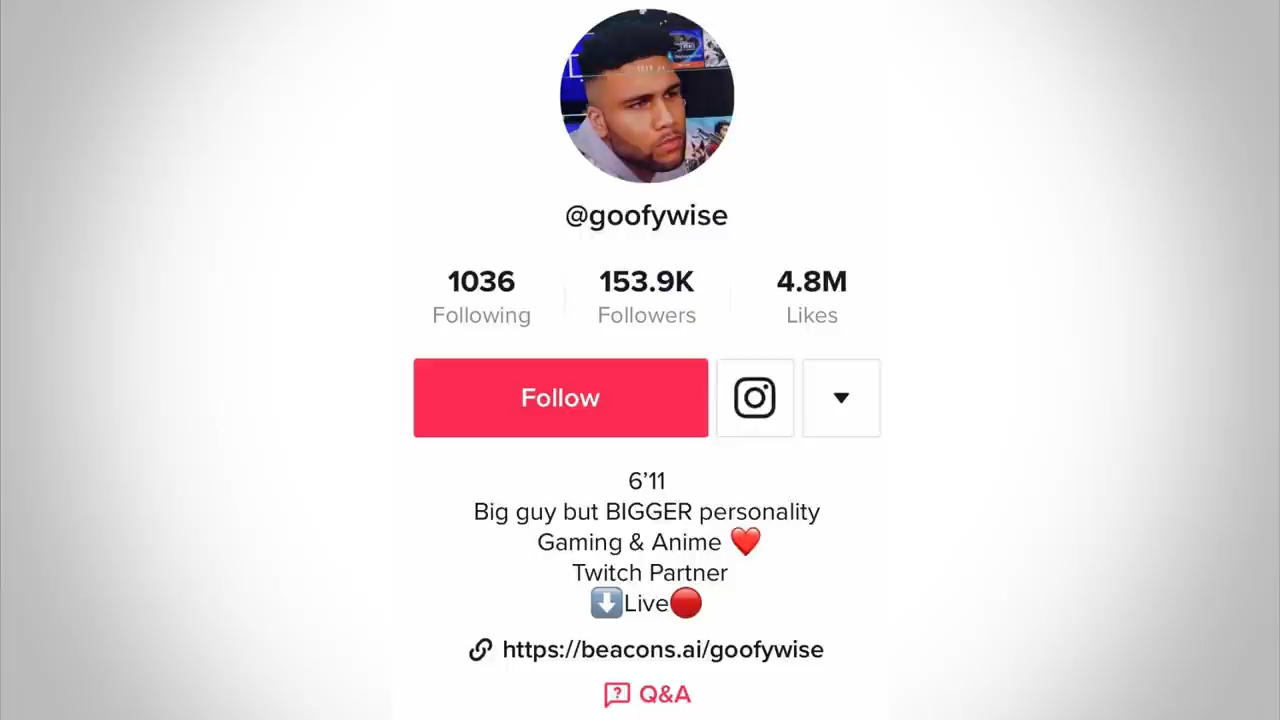 @goofywise
1036 153.9K 4.8M
Following Followers Likes
Follow
6’11
Big guy but BIGGER personality
Gaming & Anime ❤️
Twitch Partner
⬇️Live🔴
https://beacons.ai/goofywise
Q&A